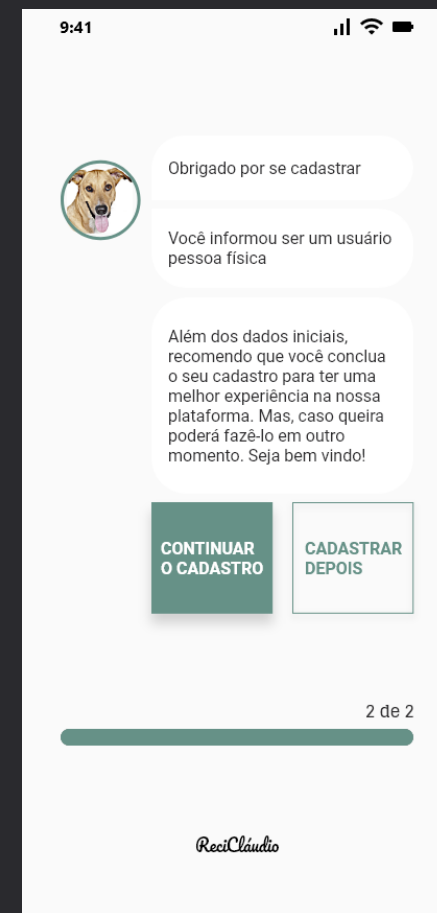 9:41
Obrigado por se cadastrar
Você informou ser um usuário
pessoa física
Além dos dados iniciais,
recomendo que você conclua
o seu cadastro para ter uma
melhor experiência na nossa
plataforma. Mas, caso queira
poderá fazê-lo em outro
momento. Seja bem vindo!
CONTINUAR
O CADASTRO
CADASTRAR
DEPOIS
2 de 2
ReciCláudio